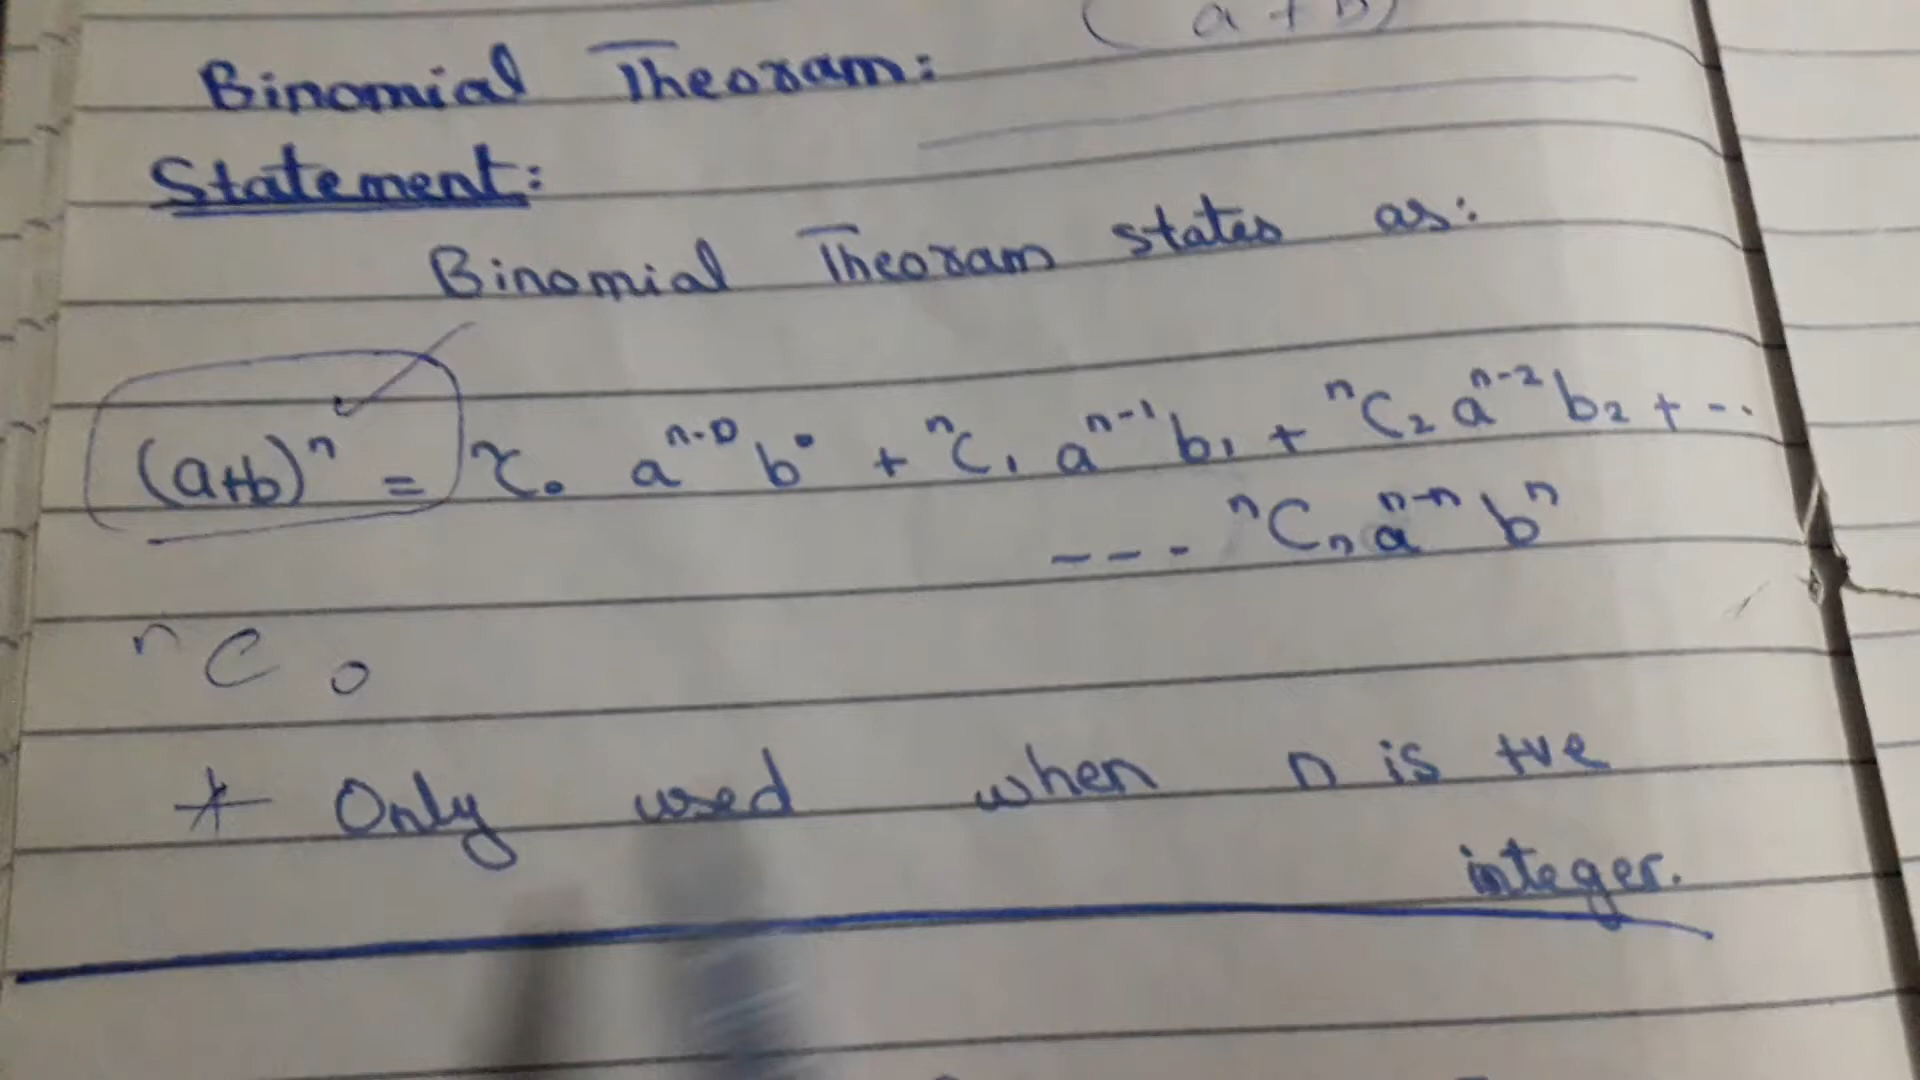 (a+b)
Binomial Theoram:
Statement:
Binomial Theoram states as:
(a+b)ⁿ = ⁿC₀ aⁿ⁻⁰ b⁰ + ⁿC₁ aⁿ⁻¹ b₁ + ⁿC₂ aⁿ⁻² b₂ + ...
--- ⁿCₙ aⁿ⁻ⁿ bⁿ
ⁿC₀
* Only used when n is +ve
integer.